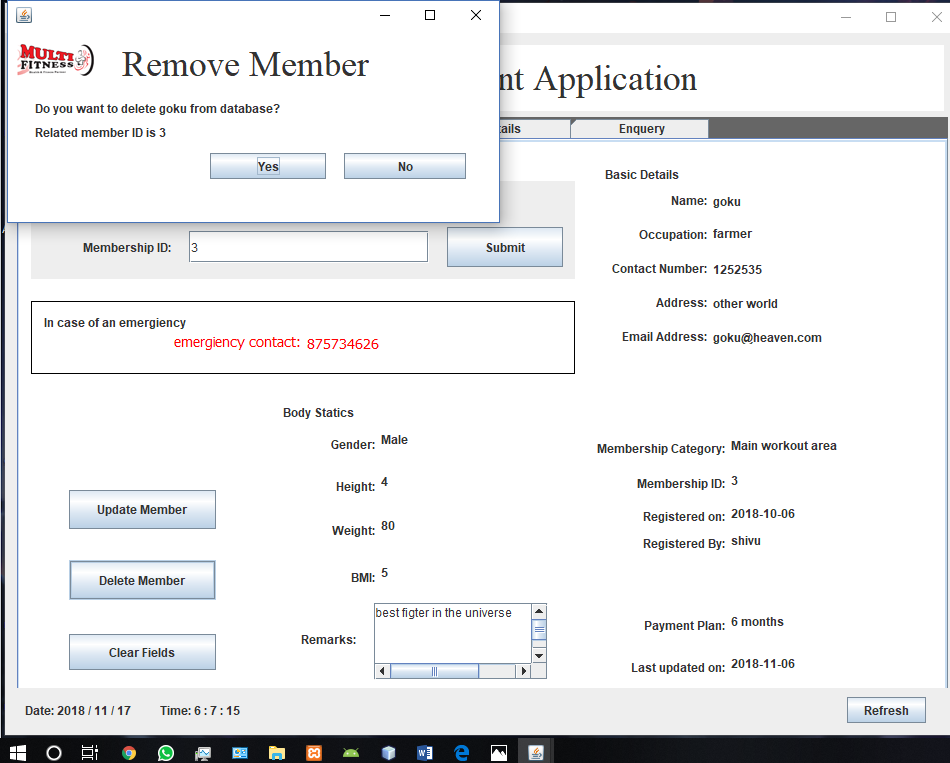 MULTI
FITNESS
Remove Member
Do you want to delete goku from database?
Related member ID is 3
Yes
No
nt Application
ails
Enquery
Membership ID:
3
Submit
In case of an emergiency
emergiency contact: 875734626
Basic Details
Name: goku
Occupation: farmer
Contact Number: 1252535
Address: other world
Email Address: goku@heaven.com
Body Statics
Gender: Male
Height: 4
Weight: 80
BMI: 5
Remarks:
best figter in the universe
Update Member
Delete Member
Clear Fields
Membership Category: Main workout area
Membership ID: 3
Registered on: 2018-10-06
Registered By: shivu
Payment Plan: 6 months
Last updated on: 2018-11-06
Date: 2018 / 11 / 17
Time: 6 : 7 : 15
Refresh